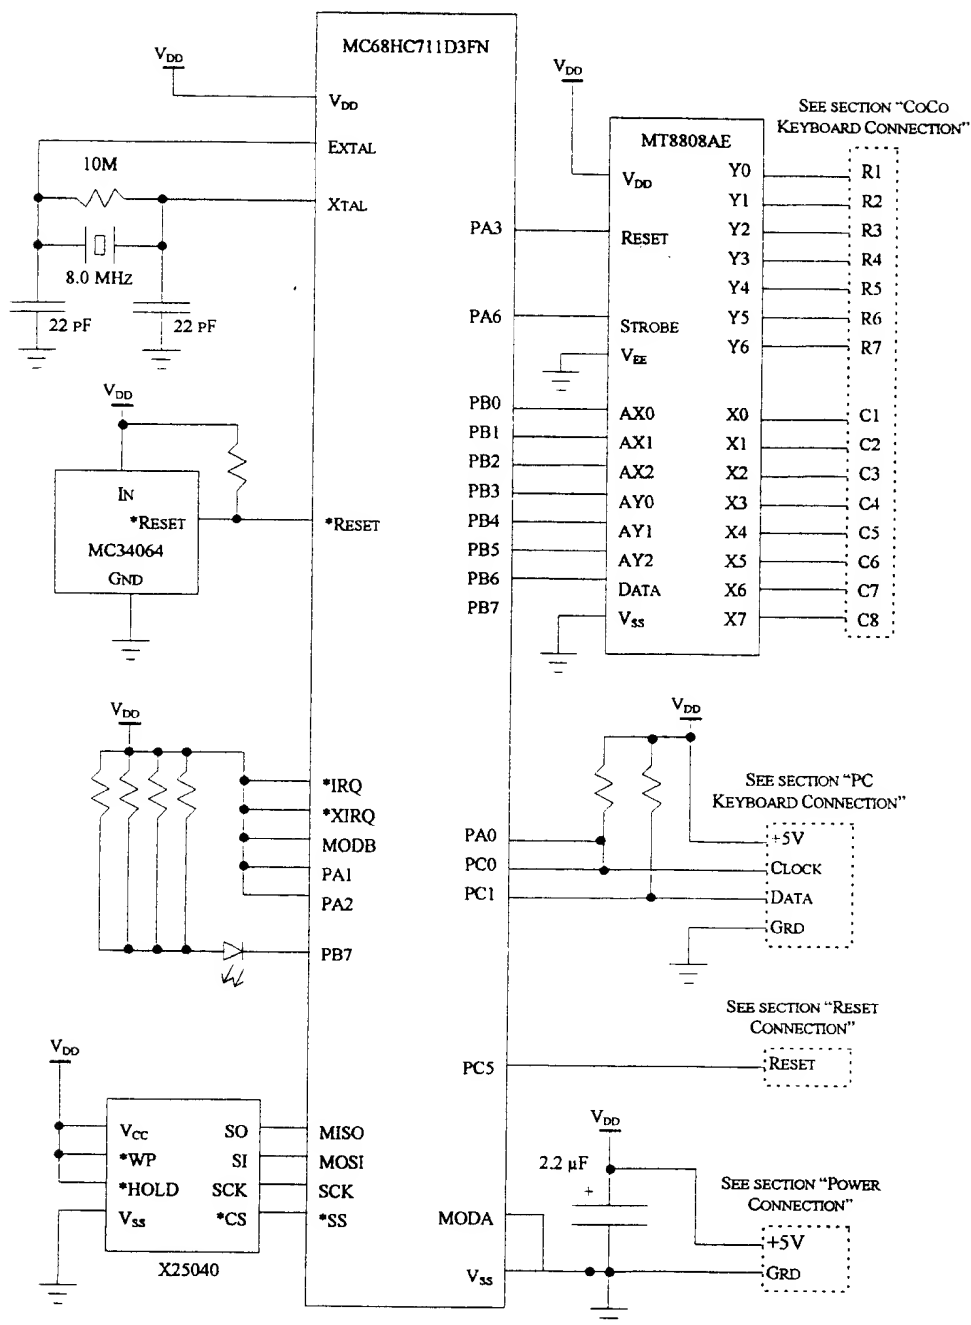 MC68HC711D3FN
VDD
VDD
EXTAL
10M
XTAL
8.0 MHZ
22 PF
22 PF
VDD
IN
*RESET
MC34064
GND
*RESET
VDD
*IRQ
*XIRQ
MODB
PA1
PA2
PB7
VDD
VCC
SO
MISO
*WP
SI
MOSI
*HOLD
SCK
SCK
VSS
*CS
*SS
X25040
VDD
SEE SECTION "COCO
KEYBOARD CONNECTION"
MT8808AE
VDD
Y0
R1
Y1
R2
PA3
RESET
Y2
R3
Y3
R4
Y4
R5
PA6
STROBE
Y5
R6
VEE
Y6
R7
PB0
AX0
X0
C1
PB1
AX1
X1
C2
PB2
AX2
X2
C3
PB3
AY0
X3
C4
PB4
AY1
X4
C5
PB5
AY2
X5
C6
PB6
DATA
X6
C7
PB7
VSS
X7
C8
VDD
SEE SECTION "PC
KEYBOARD CONNECTION"
PA0
+5V
PC0
CLOCK
PC1
DATA
GRD
SEE SECTION "RESET
CONNECTION"
PC5
RESET
VDD
2.2 µF
+
SEE SECTION "POWER
CONNECTION"
MODA
+5V
VSS
GRD